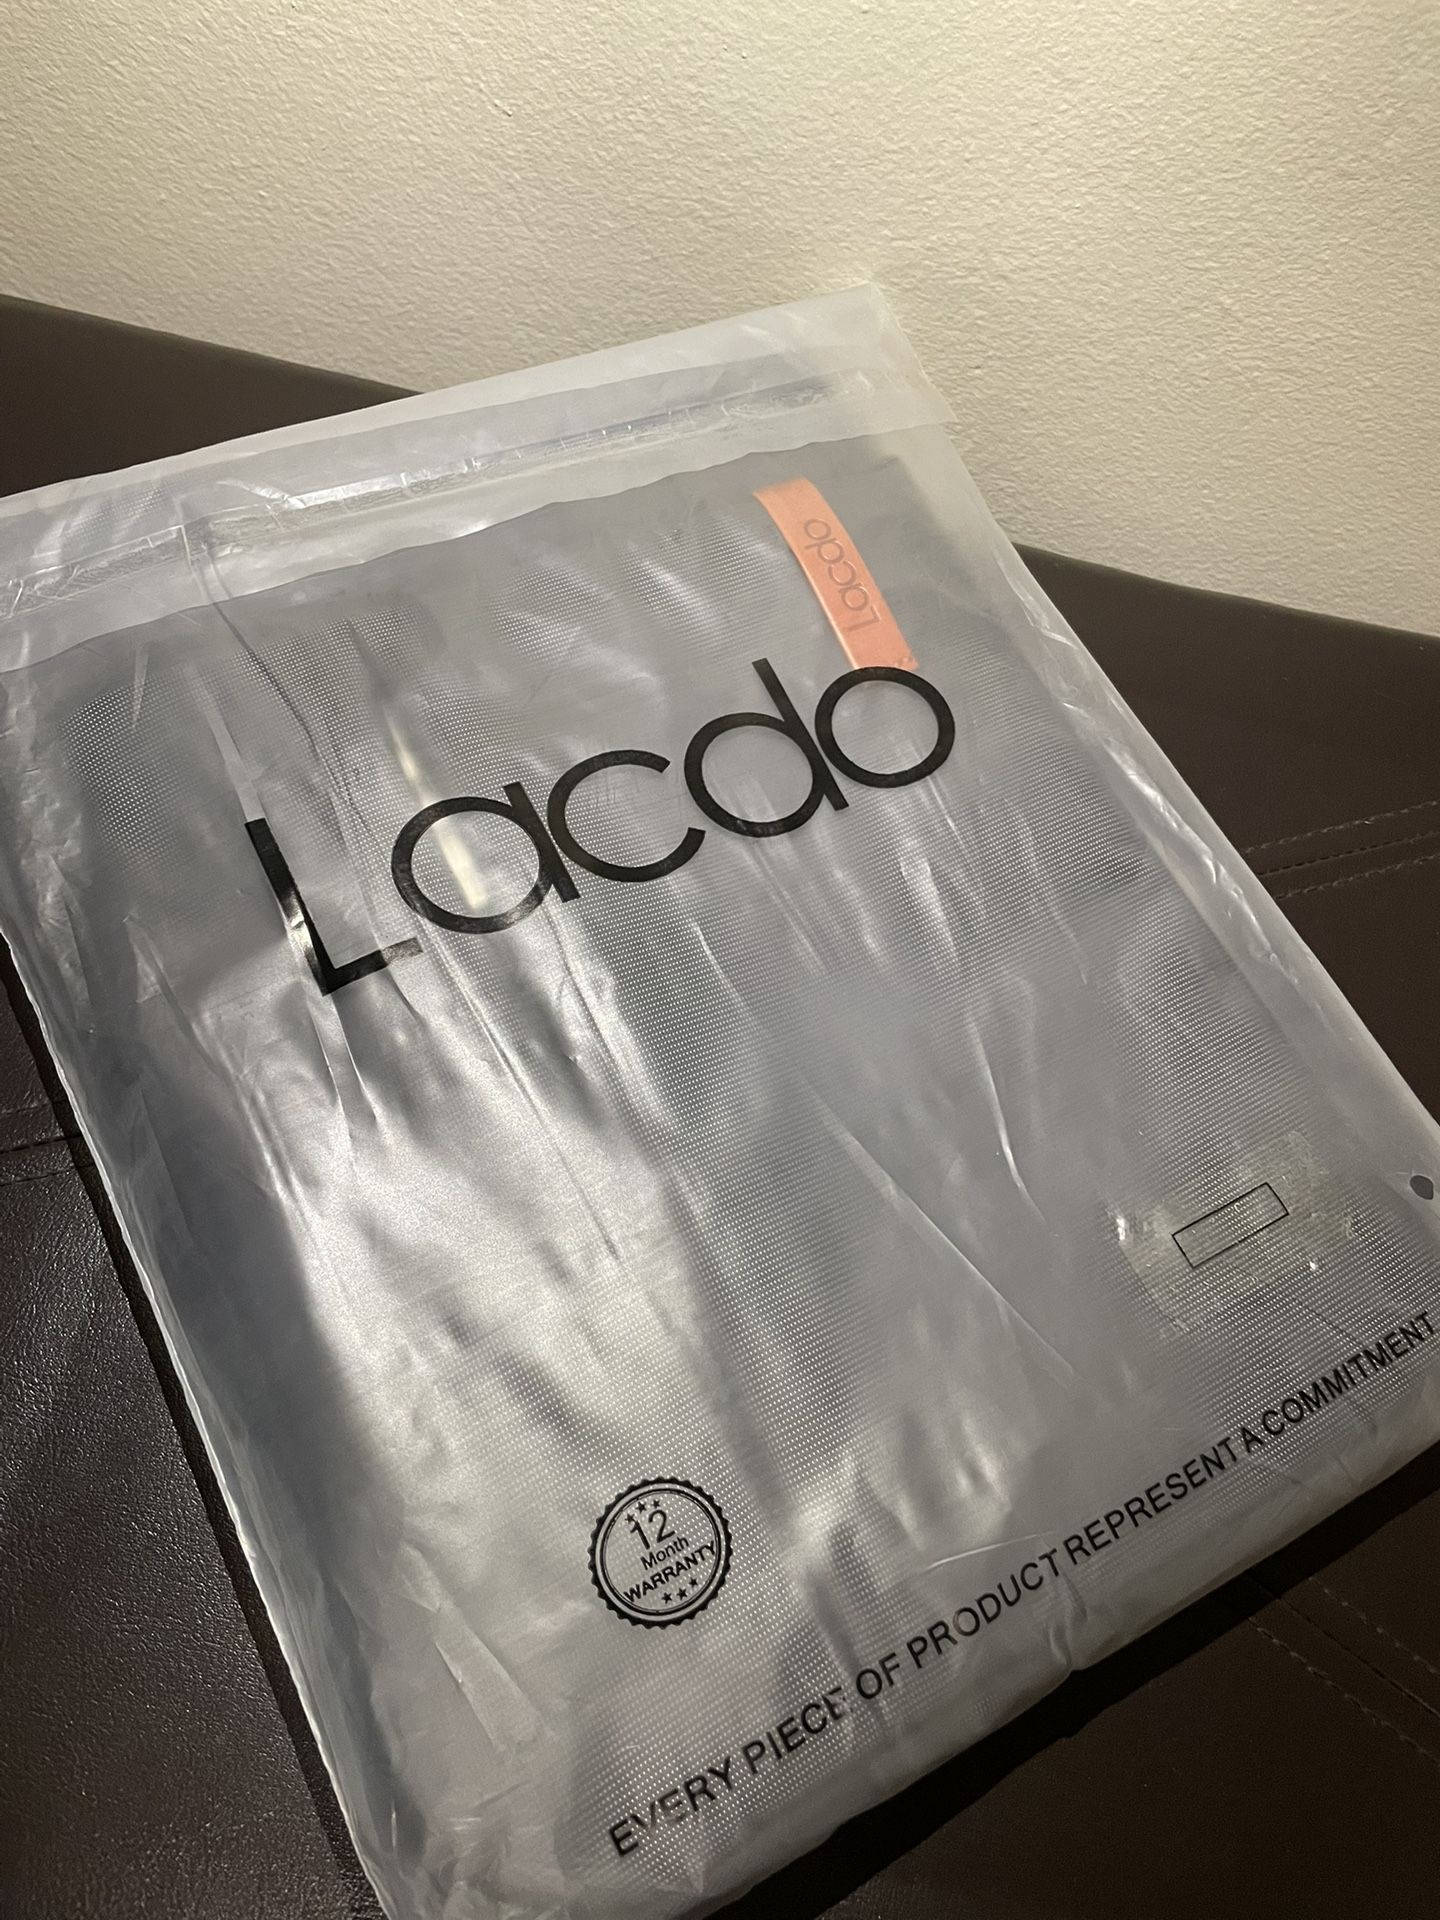 Lacdo
Lacdo
12
Month
WARRANTY
EVERY PIECE OF PRODUCT REPRESENT A COMMITMENT